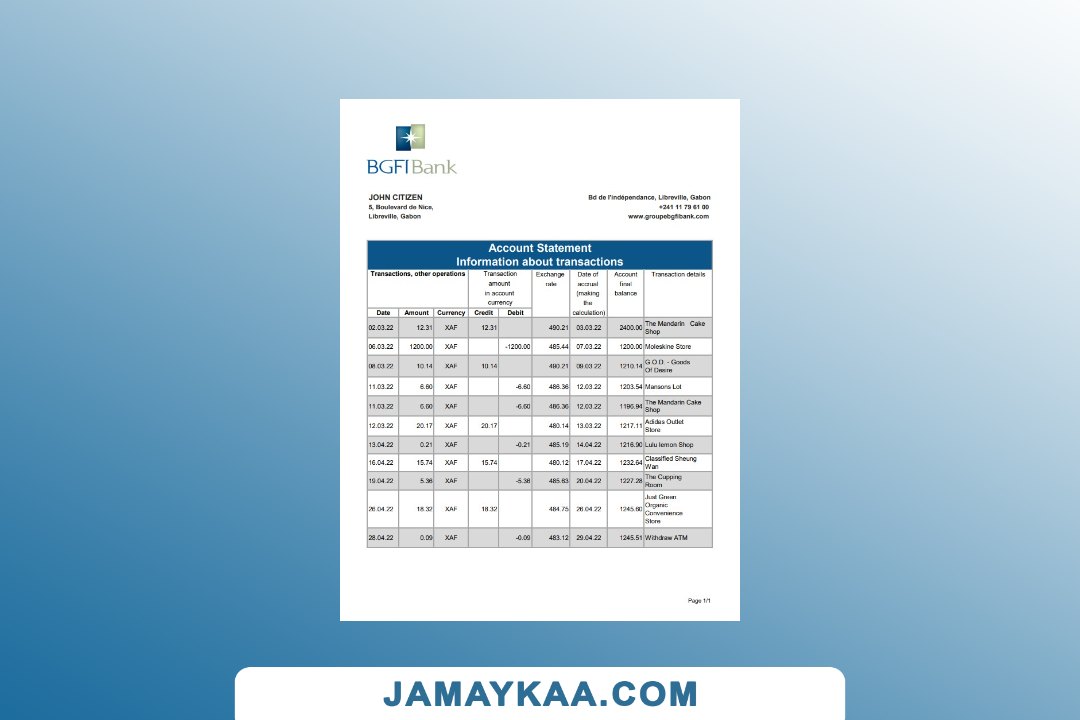 BGFIBank
JOHN CITIZEN
5, Boulevard de Nice,
Libreville, Gabon
Bd de l'indépendance, Libreville, Gabon
+241 11 79 61 00
www.groupebgfibank.com
Account Statement
Information about transactions
Transactions, other operations
Transaction
amount
in account
currency
Exchange
rate
Date of
accrual
(making
the
calculation)
Account
final
balance
Transaction details
Date Amount Currency Credit Debit
02.03.22 12.31 XAF 12.31 490.21 03.03.22 2400.00 The Mandarin Cake
Shop
06.03.22 1200.00 XAF -1200.00 485.44 07.03.22 1200.00 Moleskine Store
08.03.22 10.14 XAF 10.14 490.21 09.03.22 1210.14 G.O.D. - Goods
Of Desire
11.03.22 6.60 XAF -6.60 486.36 12.03.22 1203.54 Mansons Lot
11.03.22 6.60 XAF -6.60 486.36 12.03.22 1196.94 The Mandarin Cake
Shop
12.03.22 20.17 XAF 20.17 480.14 13.03.22 1217.11 Adidas Outlet
Store
13.04.22 0.21 XAF -0.21 485.19 14.04.22 1216.90 Lulu lemon Shop
16.04.22 15.74 XAF 15.74 480.12 17.04.22 1232.64 Classified Sheung
Wan
19.04.22 5.36 XAF -5.36 485.63 20.04.22 1227.28 The Cupping
Room
26.04.22 18.32 XAF 18.32 484.75 26.04.22 1245.60 Just Green
Organic
Convenience
Store
28.04.22 0.09 XAF -0.09 483.12 29.04.22 1245.51 Withdraw ATM
Page 1/1
JAMAYKAA.COM